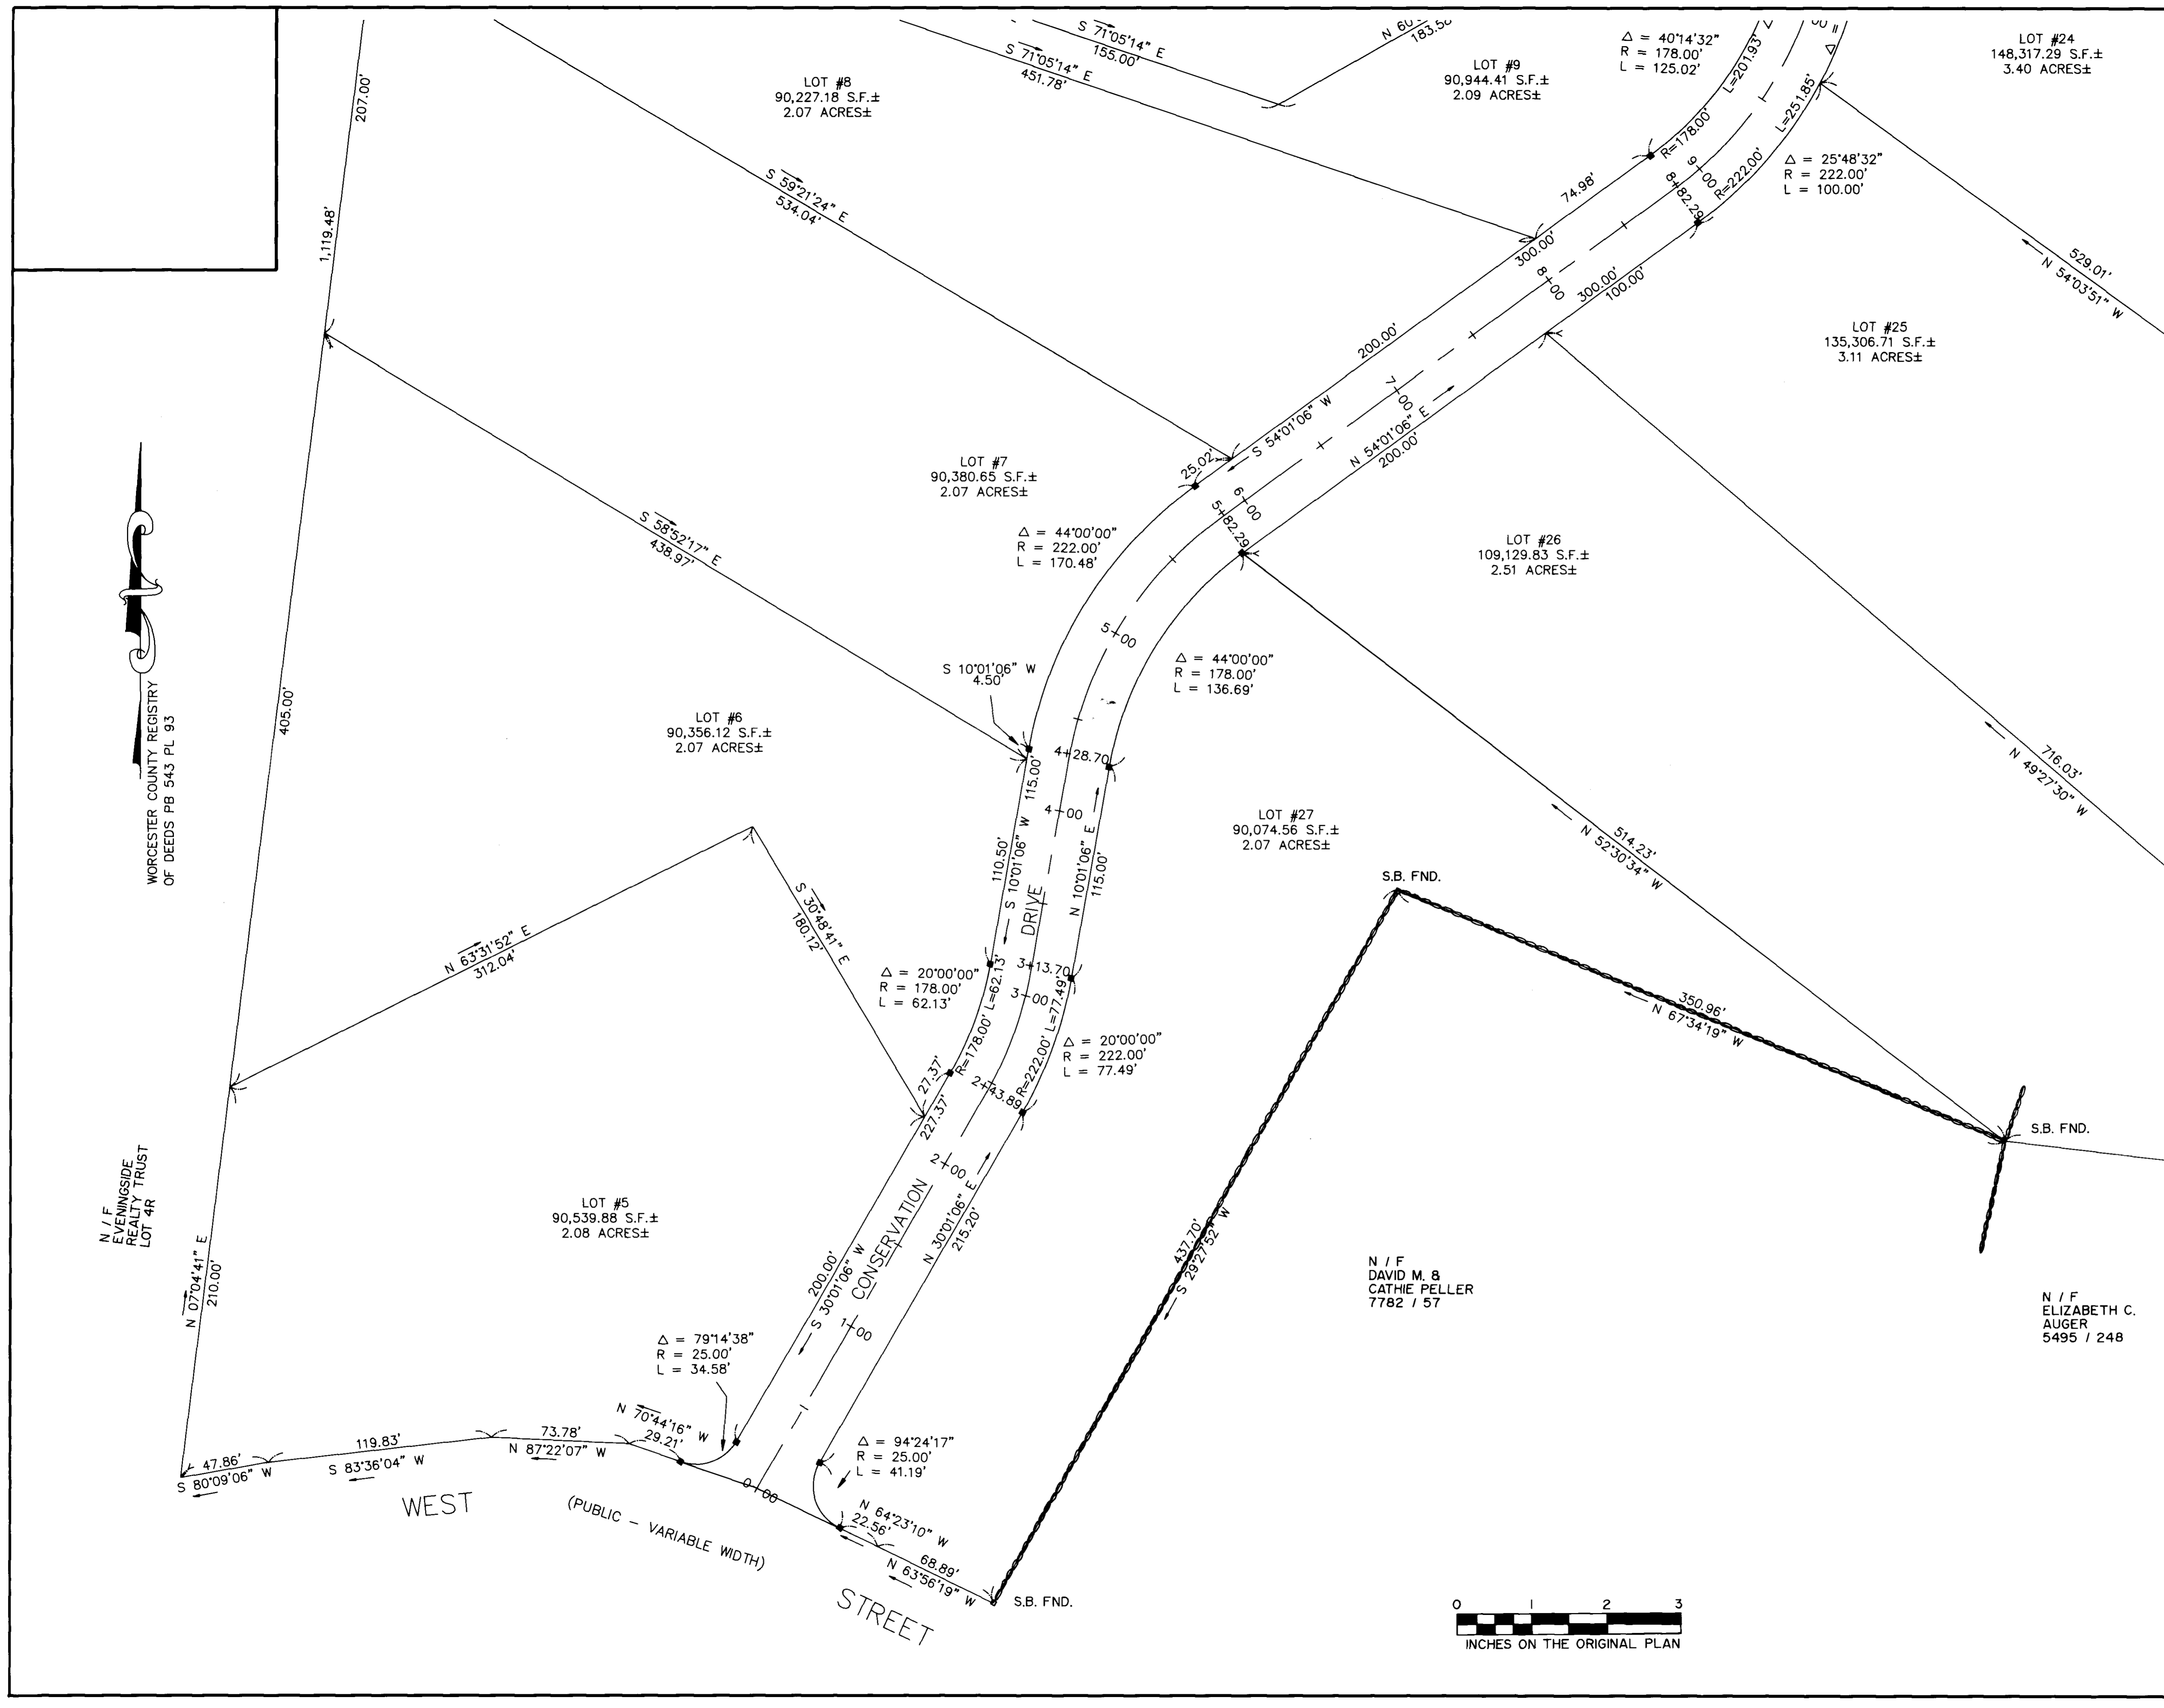 S 71°05'14" E
155.00'
S 71°05'14" E
451.78'
N 60
LOT #8
90,227.18 S.F.±
2.07 ACRES±
LOT #9
90,944.41 S.F.±
2.09 ACRES±
Δ = 40°14'32"
R = 178.00'
L = 125.02'
L=201.93'
R=178.00'
L=251.85'
R=222.00'
Δ
LOT #24
148,317.29 S.F.±
3.40 ACRES±
Δ = 25°48'32"
R = 222.00'
L = 100.00'
207.00'
1,119.48'
405.00'
S 59°21'24" E
534.04'
74.98'
300.00'
9+00
8+82.29
8+00
300.00'
100.00'
529.01'
N 54°03'51" W
LOT #25
135,306.71 S.F.±
3.11 ACRES±
200.00'
S 54°01'06" W
7+00
N 54°01'06" E
200.00'
25.02'
6+00
5+82.29
LOT #7
90,380.65 S.F.±
2.07 ACRES±
Δ = 44°00'00"
R = 222.00'
L = 170.48'
S 58°52'17" E
438.97'
LOT #26
109,129.83 S.F.±
2.51 ACRES±
5+00
Δ = 44°00'00"
R = 178.00'
L = 136.69'
S 10°01'06" W
4.50'
WORCESTER COUNTY REGISTRY
OF DEEDS PB 543 PL 93
LOT #6
90,356.12 S.F.±
2.07 ACRES±
4+28.70
115.00'
4+00
110.50'
S 10°01'06" W
N 10°01'06" E
115.00'
DRIVE
LOT #27
90,074.56 S.F.±
2.07 ACRES±
514.23'
N 52°30'34" W
716.03'
N 49°27'30" W
S.B. FND.
N 63°31'52" E
312.04'
S 30°48'41" E
180.12'
Δ = 20°00'00"
R = 178.00'
L = 62.13'
R=178.00' L=62.13'
3+13.70
3+00
R=222.00' L=77.49'
Δ = 20°00'00"
R = 222.00'
L = 77.49'
350.96'
N 67°34'19" W
27.37'
227.37'
2+43.89
2+00
S.B. FND.
N / F
EVENINGSIDE
REALTY TRUST
LOT 4R
N 07°04'41" E
210.00'
LOT #5
90,539.88 S.F.±
2.08 ACRES±
CONSERVATION
N 30°01'06" E
215.20'
200.00'
S 30°01'06" W
1+00
437.70'
S 29°27'52" W
N / F
DAVID M. &
CATHIE PELLER
7782 / 57
N / F
ELIZABETH C.
AUGER
5495 / 248
Δ = 79°14'38"
R = 25.00'
L = 34.58'
47.86'
S 80°09'06" W
119.83'
S 83°36'04" W
73.78'
N 87°22'07" W
N 70°44'16" W
29.21'
0+00
Δ = 94°24'17"
R = 25.00'
L = 41.19'
N 64°23'10" W
22.56'
68.89'
N 63°56'19" W
S.B. FND.
WEST
(PUBLIC – VARIABLE WIDTH)
STREET
0 1 2 3
INCHES ON THE ORIGINAL PLAN